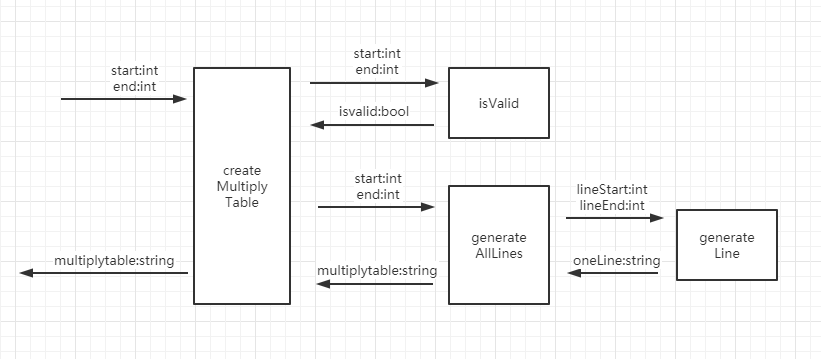 start:int
end:int
create
Multiply
Table
multiplytable:string
start:int
end:int
isValid
isvalid:bool
start:int
end:int
generate
AllLines
multiplytable:string
lineStart:int
lineEnd:int
generate
Line
oneLine:string